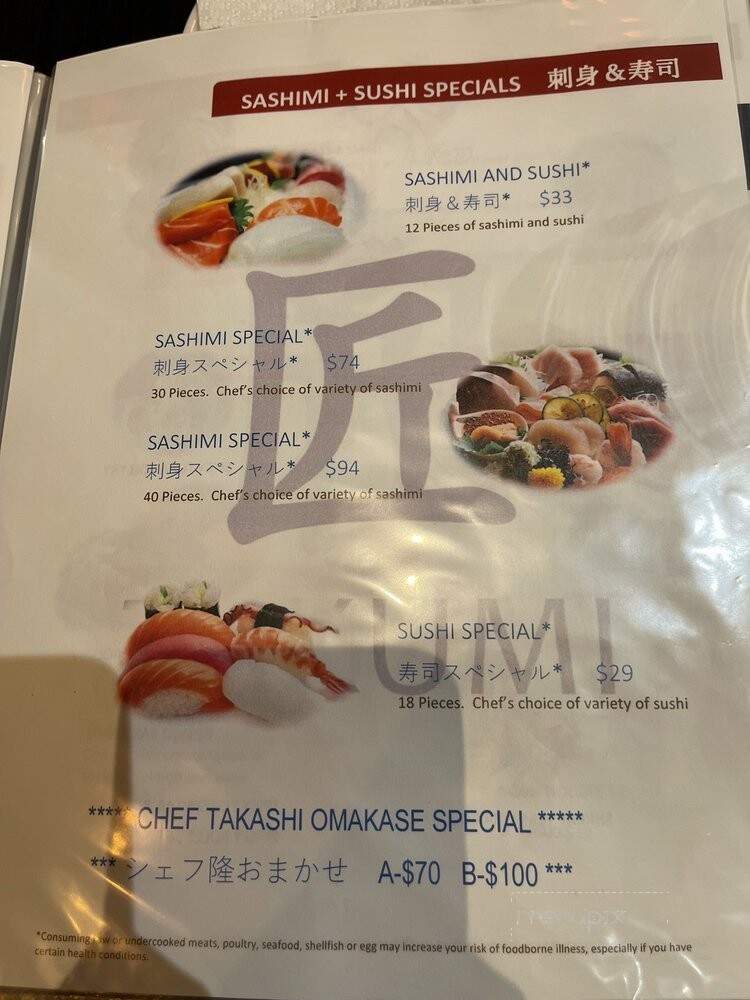 SASHIMI + SUSHI SPECIALS 刺身&寿司
SASHIMI AND SUSHI*
刺身&寿司* $33
12 Pieces of sashimi and sushi
SASHIMI SPECIAL*
刺身スペシャル* $74
30 Pieces. Chef's choice of variety of sashimi
SASHIMI SPECIAL*
刺身スペシャル* $94
40 Pieces. Chef's choice of variety of sashimi
匠
SUSHI SPECIAL*
寿司スペシャル* $29
18 Pieces. Chef's choice of variety of sushi
***** CHEF TAKASHI OMAKASE SPECIAL *****
*** シェフ隆おまかせ A-$70 B-$100 ***
*Consuming raw or undercooked meats, poultry, seafood, shellfish or egg may increase your risk of foodborne illness, especially if you have
certain health conditions.